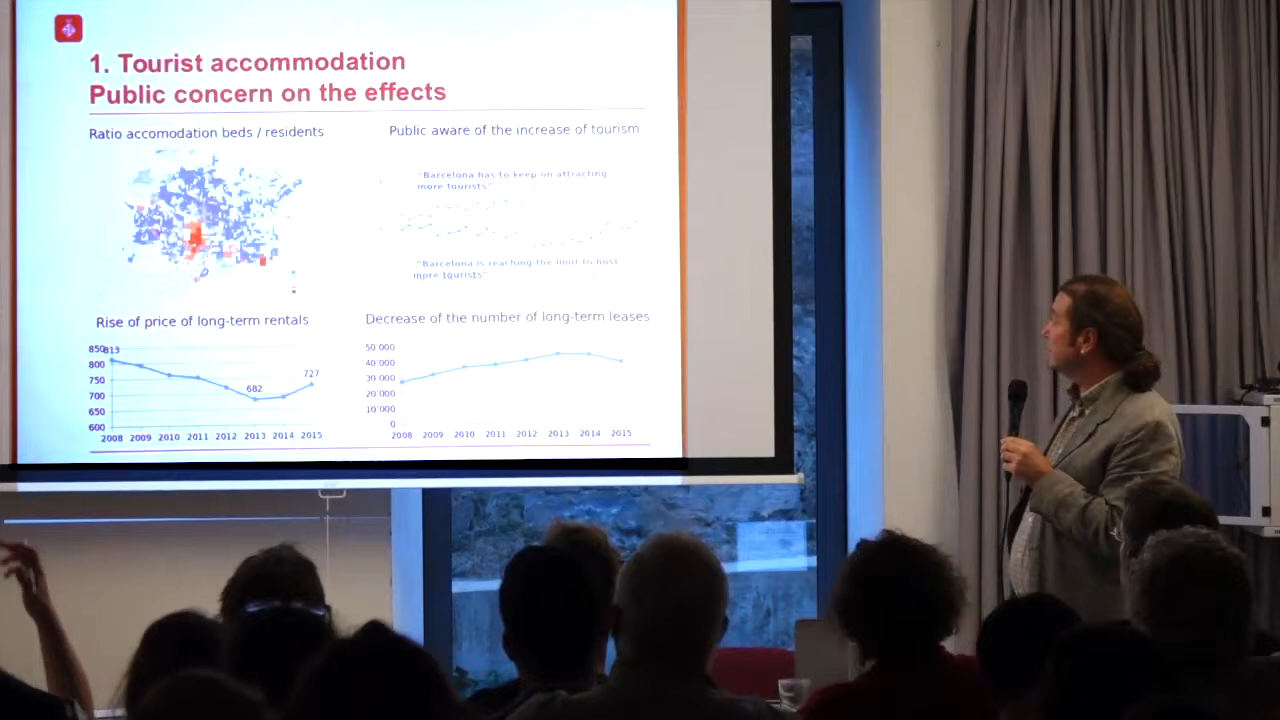 1. Tourist accommodation
Public concern on the effects
Ratio accomodation beds / residents
Public aware of the increase of tourism
"Barcelona has to keep on attracting
more tourists"
"Barcelona is reaching the limit to host
more tourists"
Rise of price of long-term rentals
Decrease of the number of long-term leases
850
813
800
750
700
650
600
682
727
2008 2009 2010 2011 2012 2013 2014 2015
50 000
40 000
30 000
20'000
10'000
0
2008 2009 2010 2011 2012 2013 2014 2015